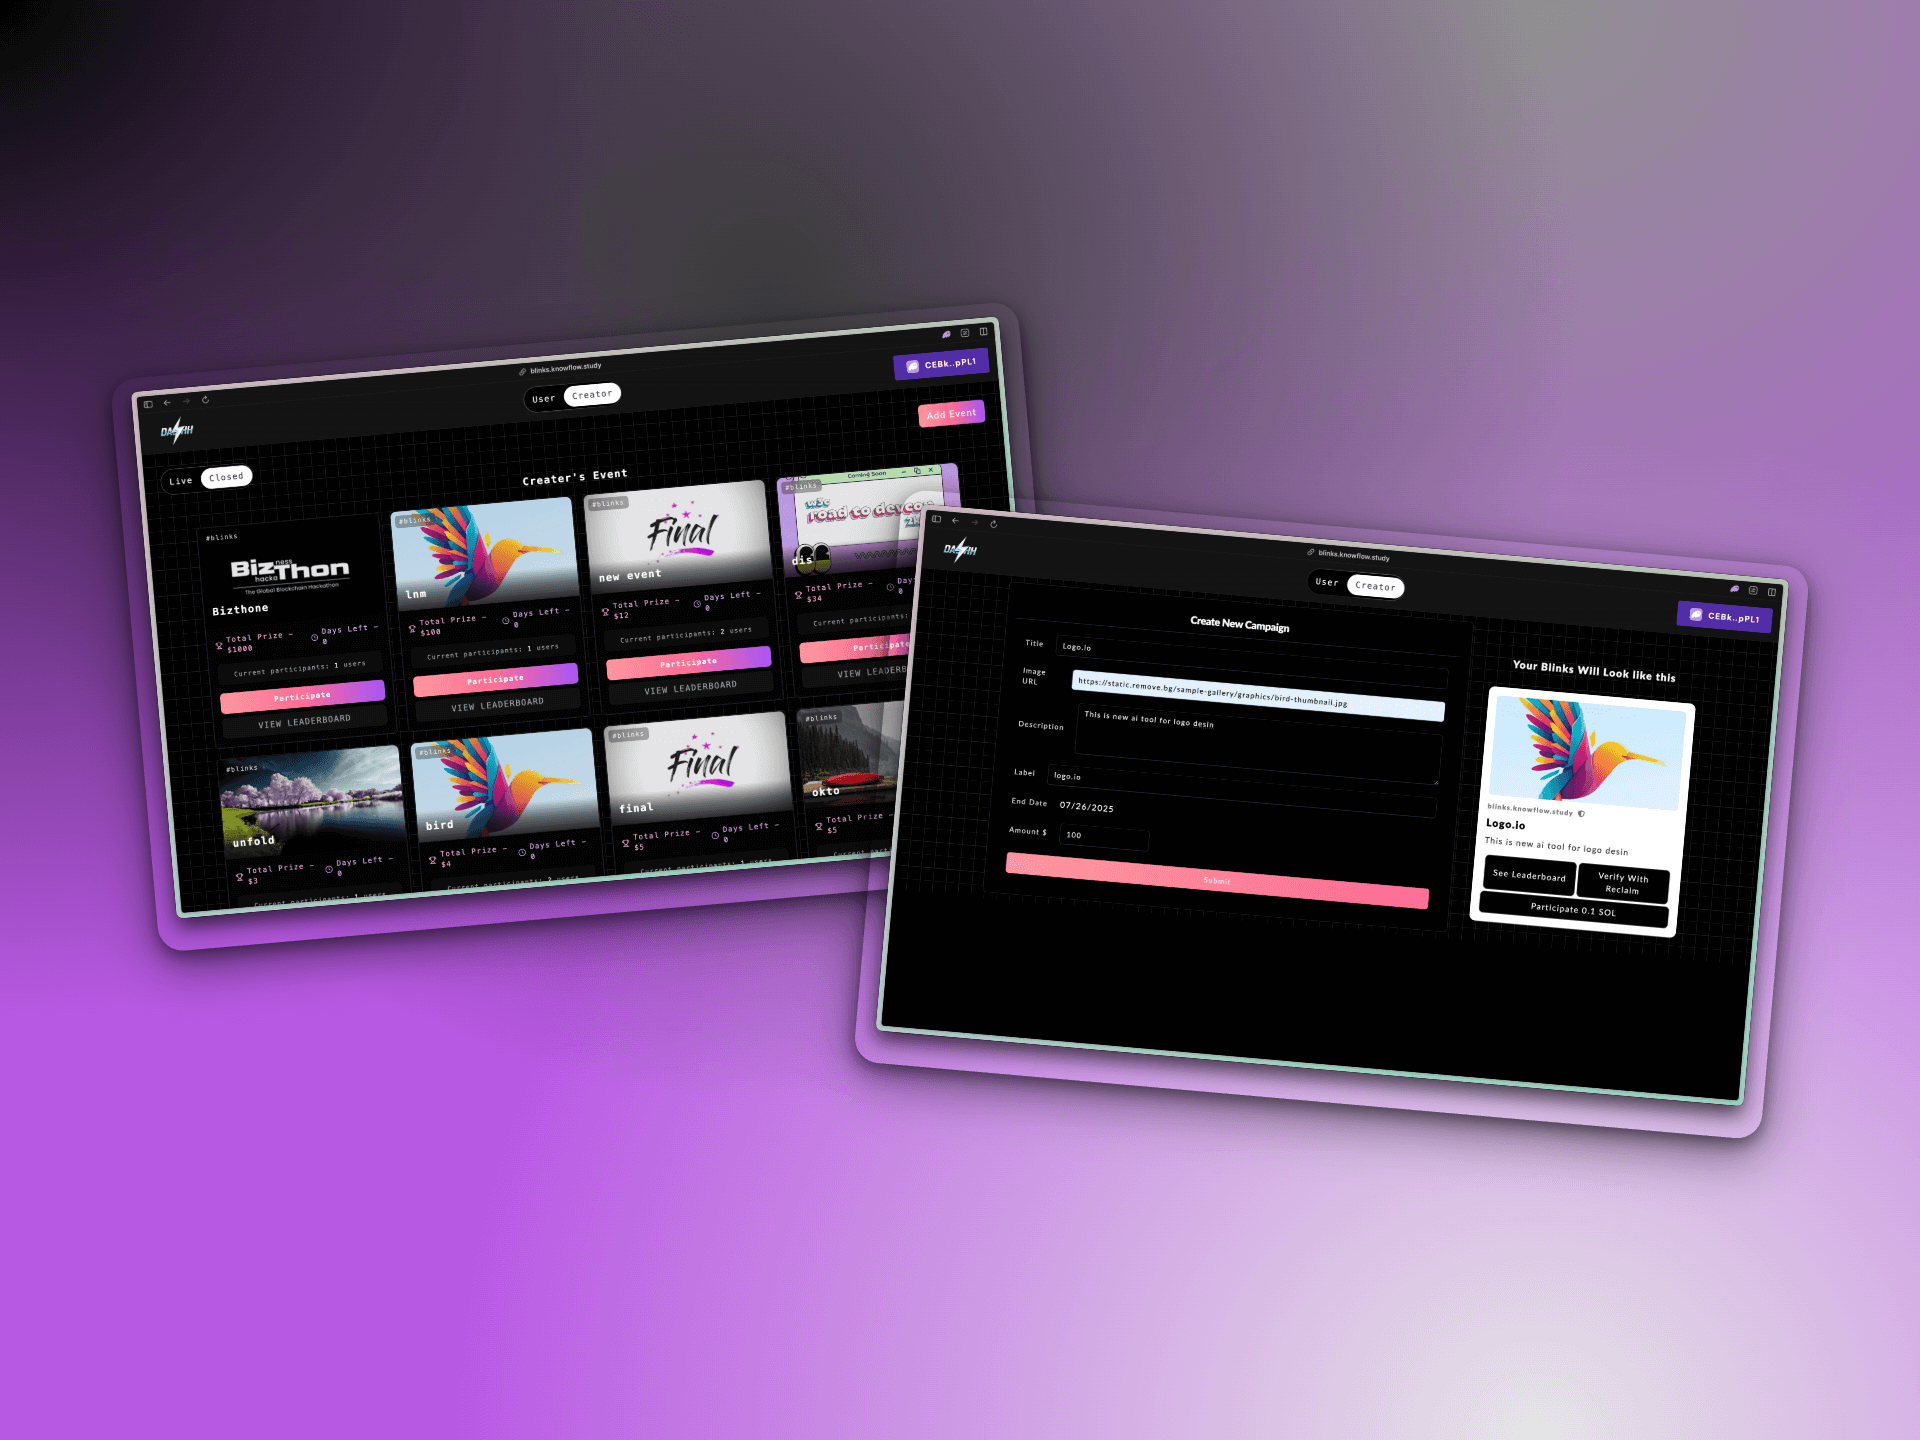 blinks.knowflow.study
User
Creator
CEBk..pPL1
Add Event
Live
Closed
Creater's Event
#blinks
Bizness
hackaThon
The Global Blockchain Hackathon
Bizthone
Total Prize –
$1000
Days Left –
0
Current participants: 1 users
Participate
VIEW LEADERBOARD
#blinks
lnm
Total Prize –
$100
Days Left –
0
Current participants: 1 users
Participate
VIEW LEADERBOARD
#blinks
Final
new event
Total Prize –
$12
Days Left –
0
Current participants: 2 users
Participate
VIEW LEADERBOARD
#blinks
Coming Soon
w3c
road to devcon
dis
Total Prize –
$34
Days
0
Current participants:
Participate
VIEW LEADERB
#blinks
unfold
Total Prize –
$3
Days Left –
0
Current participants: 1 users
#blinks
bird
Total Prize –
$4
Days Left –
0
Current participants: 2 users
#blinks
Final
final
Total Prize –
$5
Days Left –
0
Current participants: 1 users
#blinks
okto
Total Prize –
$5
Current part
blinks.knowflow.study
User
Creator
CEBk..pPL1
Create New Campaign
Title
Logo.io
Image
URL
https://static.remove.bg/sample-gallery/graphics/bird-thumbnail.jpg
Description
This is new ai tool for logo desin
Label
logo.io
End Date
07/26/2025
Amount $
100
Submit
Your Blinks Will Look like this
blinks.knowflow.study
Logo.io
This is new ai tool for logo desin
See Leaderboard
Verify With
Reclaim
Participate 0.1 SOL